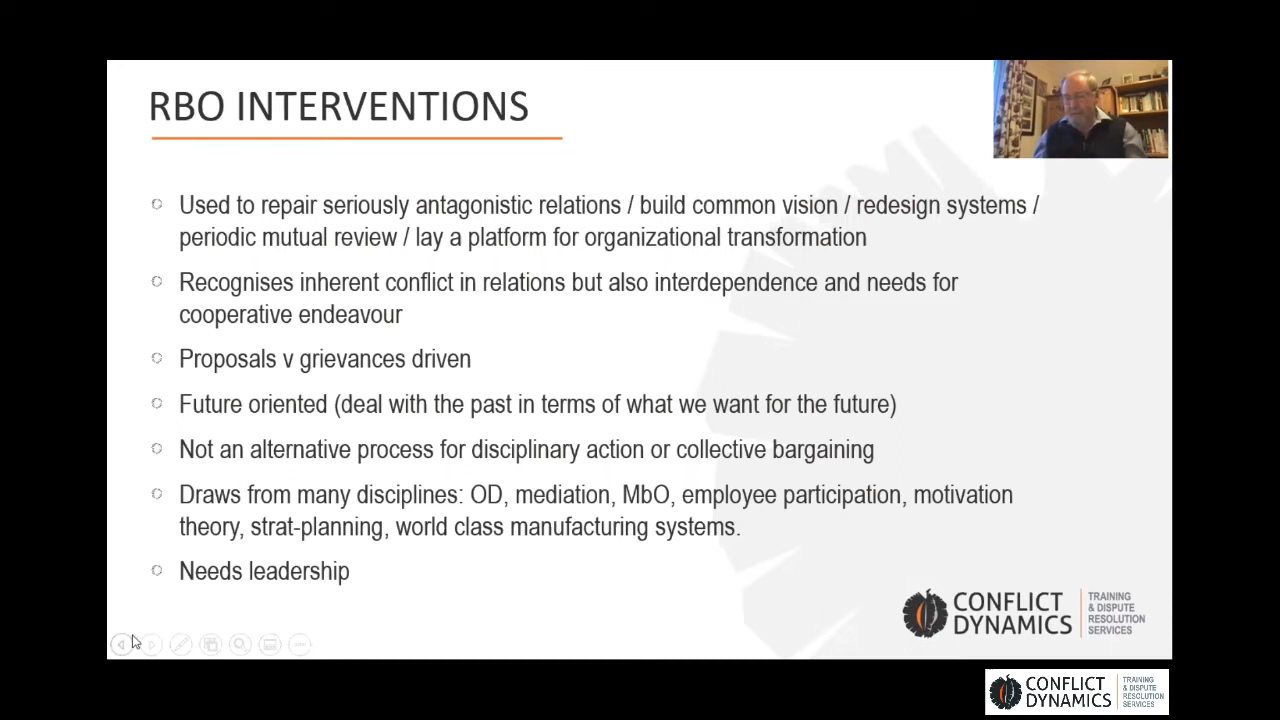 RBO INTERVENTIONS
Used to repair seriously antagonistic relations / build common vision / redesign systems /
periodic mutual review / lay a platform for organizational transformation
Recognises inherent conflict in relations but also interdependence and needs for
cooperative endeavour
Proposals v grievances driven
Future oriented (deal with the past in terms of what we want for the future)
Not an alternative process for disciplinary action or collective bargaining
Draws from many disciplines: OD, mediation, MbO, employee participation, motivation
theory, strat-planning, world class manufacturing systems.
Needs leadership
CONFLICT
DYNAMICS
TRAINING
& DISPUTE
RESOLUTION
SERVICES
CONFLICT
DYNAMICS
TRAINING
& DISPUTE
RESOLUTION
SERVICES